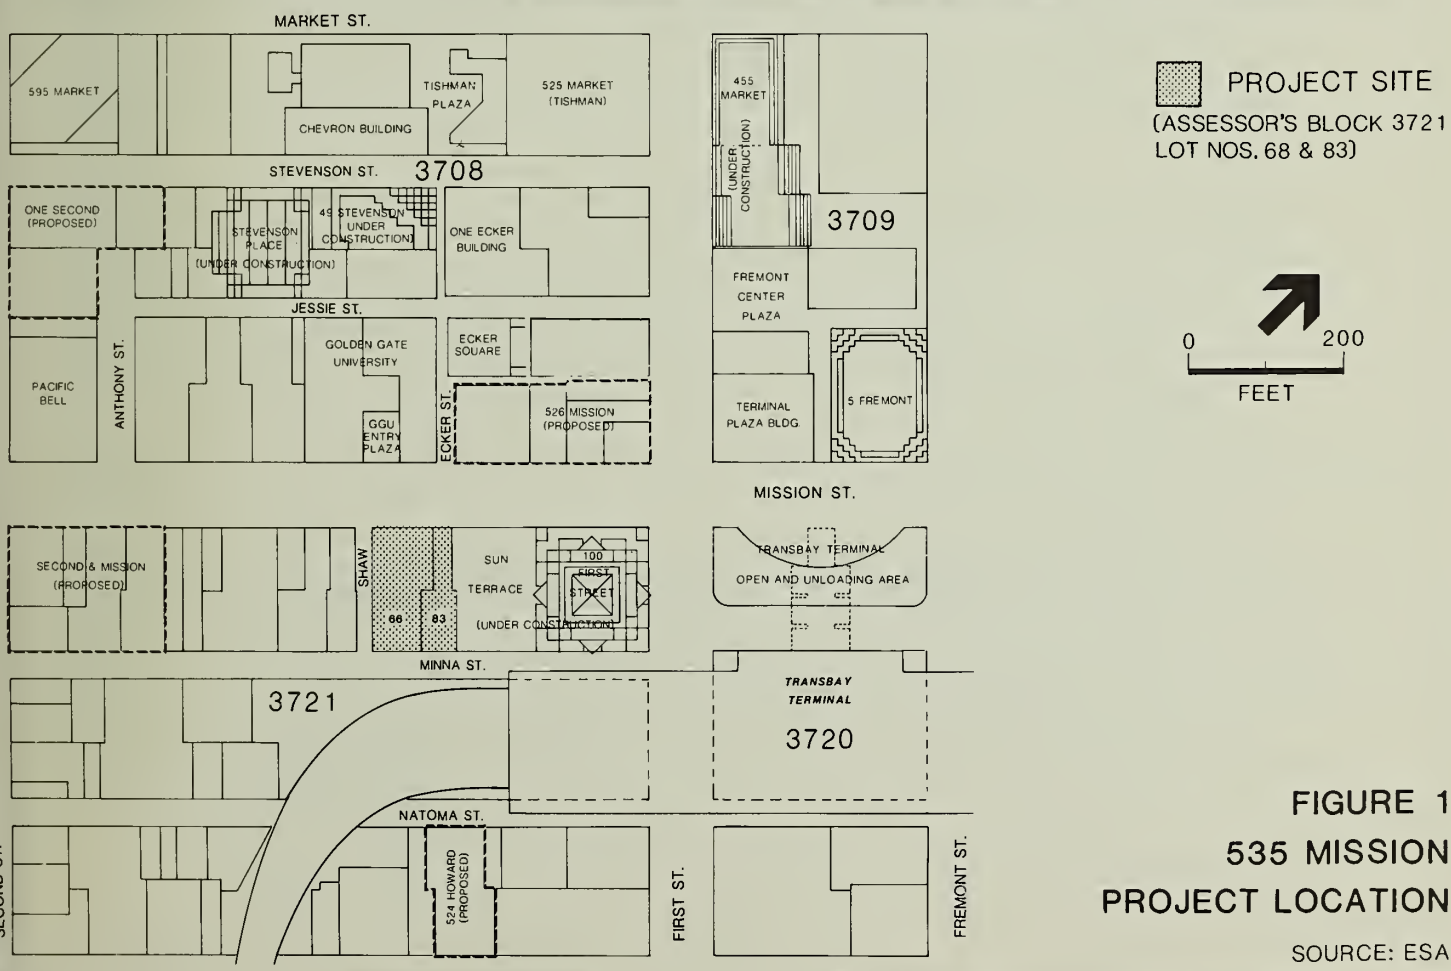 MARKET ST.
595 MARKET
CHEVRON BUILDING
TISHMAN
PLAZA
525 MARKET
(TISHMAN)
455
MARKET
(UNDER
CONSTRUCTION)
PROJECT SITE
(ASSESSOR'S BLOCK 3721
LOT NOS. 68 & 83)
STEVENSON ST.
3708
ONE SECOND
(PROPOSED)
STEVENSON
PLACE
(UNDER CONSTRUCTION)
49 STEVENSON
UNDER
CONSTRUCTION)
ONE ECKER
BUILDING
3709
FREMONT
CENTER
PLAZA
0 200
FEET
JESSIE ST.
PACIFIC
BELL
ANTHONY ST.
GOLDEN GATE
UNIVERSITY
GGU
ENTRY
PLAZA
ECKER ST.
ECKER
SQUARE
526 MISSION
(PROPOSED)
TERMINAL
PLAZA BLDG.
5 FREMONT
MISSION ST.
SECOND & MISSION
(PROPOSED)
SHAW
66
83
SUN
TERRACE
(UNDER CONSTRUCTION)
100
FIRST
STREET
TRANSBAY TERMINAL
OPEN AND UNLOADING AREA
MINNA ST.
3721
TRANSBAY
TERMINAL
3720
NATOMA ST.
524 HOWARD
(PROPOSED)
FIRST ST.
FREMONT ST.
FIGURE 1
535 MISSION
PROJECT LOCATION
SOURCE: ESA